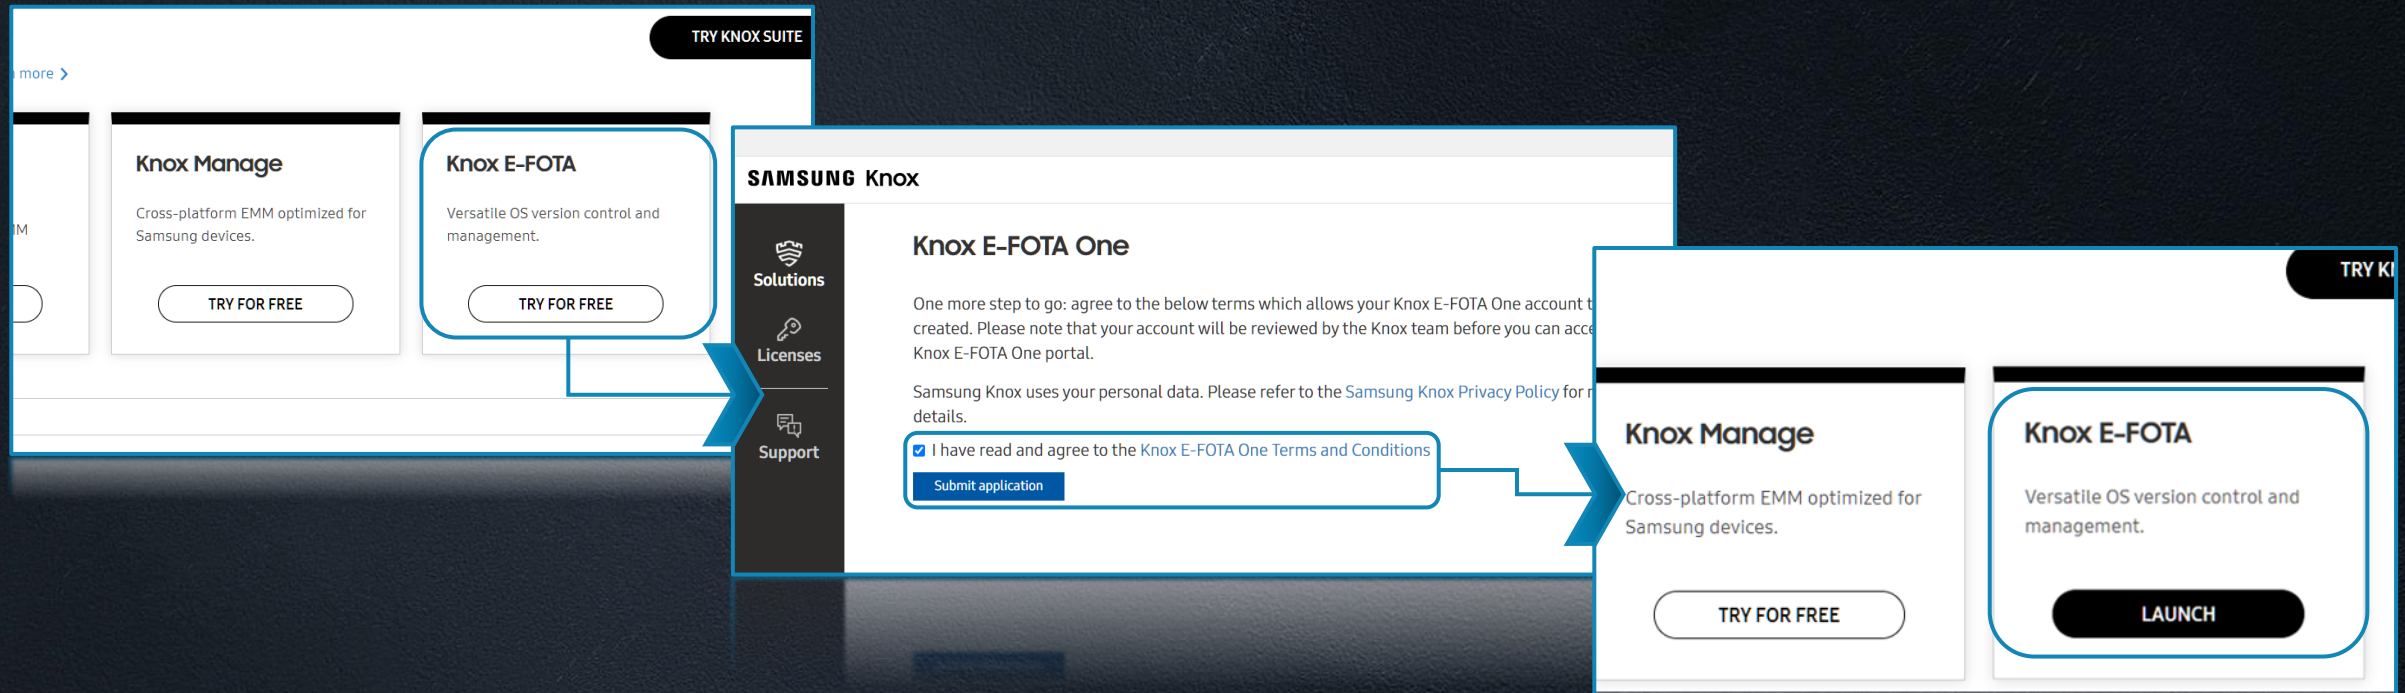 TRY KNOX SUITE
more
Knox Manage
Cross-platform EMM optimized for
Samsung devices.
TRY FOR FREE
Knox E-FOTA
Versatile OS version control and
management.
TRY FOR FREE
SAMSUNG Knox
Solutions
Licenses
Support
Knox E-FOTA One
One more step to go: agree to the below terms which allows your Knox E-FOTA One account
created. Please note that your account will be reviewed by the Knox team before you can
Knox E-FOTA One portal.
Samsung Knox uses your personal data. Please refer to the Samsung Knox Privacy Policy for
details.
I have read and agree to the Knox E-FOTA One Terms and Conditions
Submit application
TRY
Knox Manage
Cross-platform EMM optimized for
Samsung devices.
TRY FOR FREE
Knox E-FOTA
Versatile OS version control and
management.
LAUNCH